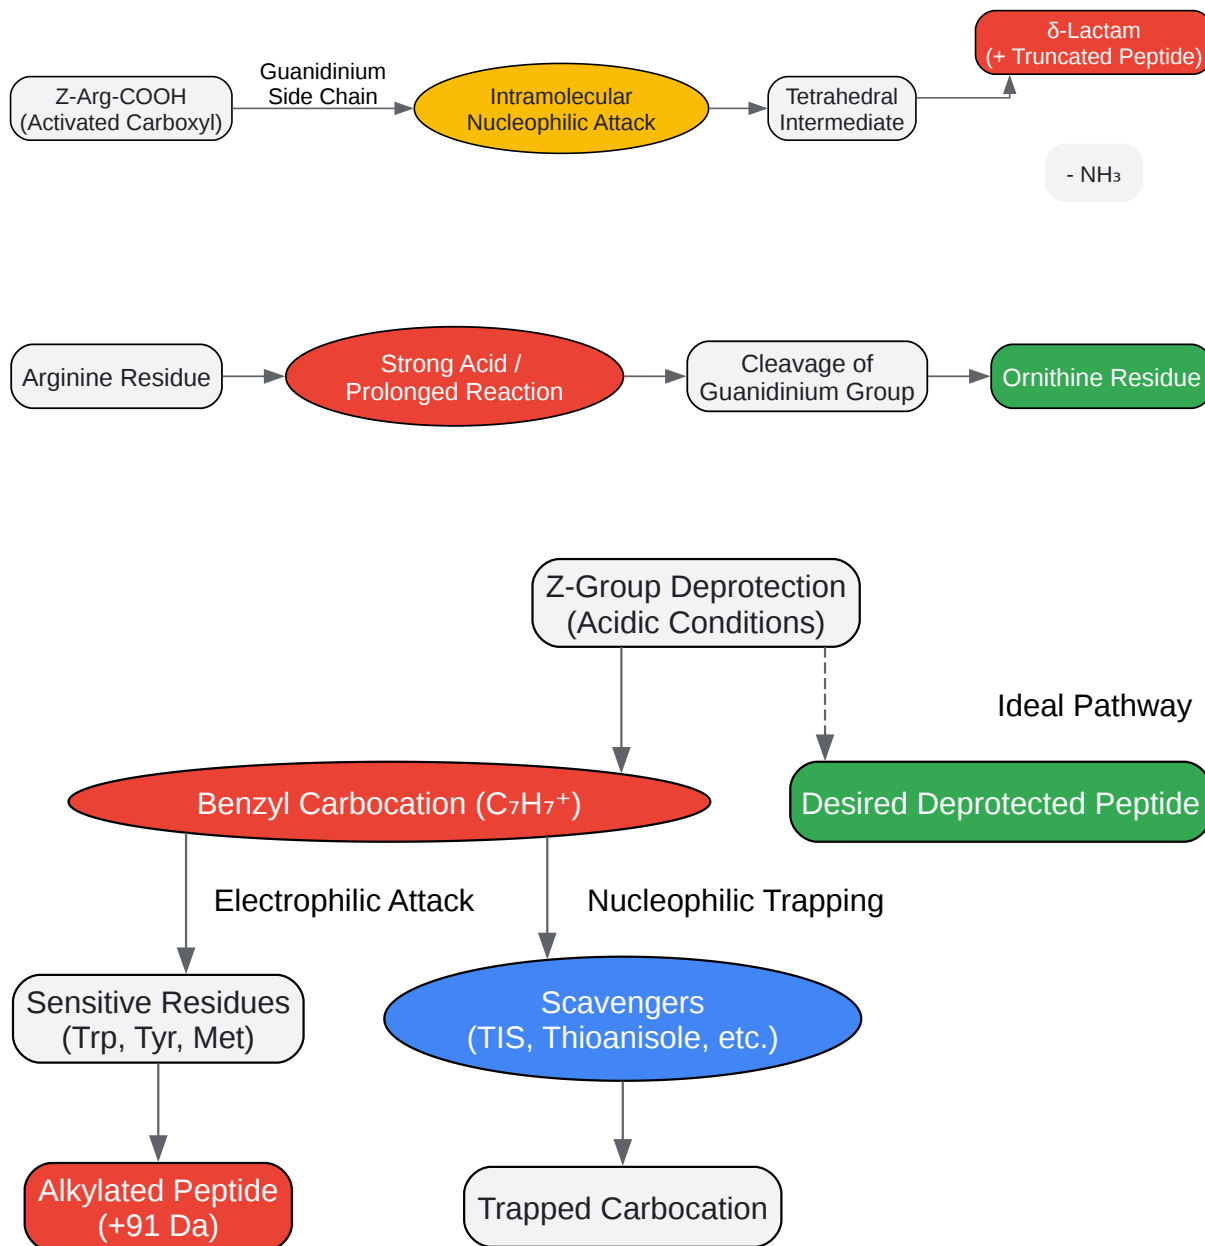 δ-Lactam
(+ Truncated Peptide)
Guanidinium
Side Chain
Z-Arg-COOH
(Activated Carboxyl)
Intramolecular
Nucleophilic Attack
Tetrahedral
Intermediate
- NH₃
Arginine Residue
Strong Acid /
Prolonged Reaction
Cleavage of
Guanidinium Group
Ornithine Residue
Z-Group Deprotection
(Acidic Conditions)
Ideal Pathway
Benzyl Carbocation (C₇H₇⁺)
Desired Deprotected Peptide
Electrophilic Attack
Nucleophilic Trapping
Sensitive Residues
(Trp, Tyr, Met)
Scavengers
(TIS, Thioanisole, etc.)
Alkylated Peptide
(+91 Da)
Trapped Carbocation